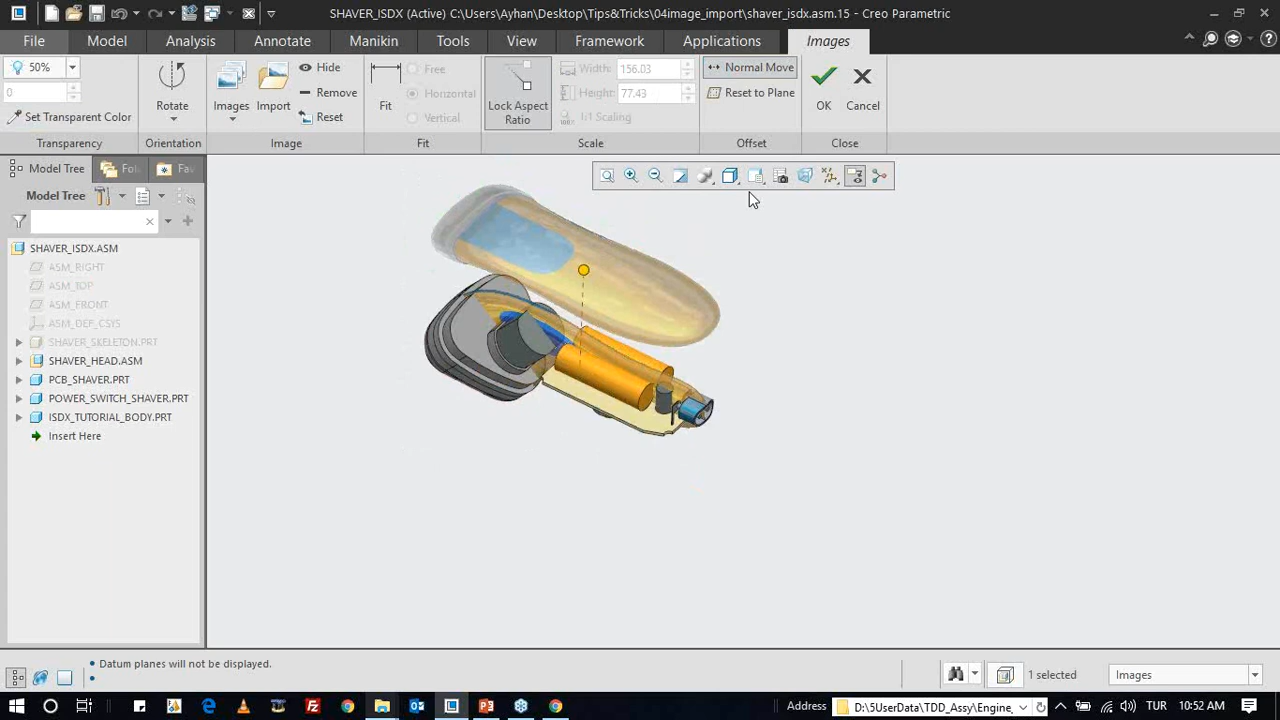 SHAVER_ISDX (Active) C:\Users\Ayhan\Desktop\Tips&Tricks\04image_import\shaver_isdx.asm.15 - Creo Parametric
File Model Analysis Annotate Manikin Tools View Framework Applications Images
50%
0
Set Transparent Color
Transparency
Rotate
Orientation
Images
Import
Hide
Remove
Reset
Image
Fit
Free
Horizontal
Vertical
Fit
Lock Aspect
Ratio
Width: 156.03
Height: 77.43
1:1 Scaling
Scale
Normal Move
Reset to Plane
Offset
OK
Cancel
Close
Model Tree
Fol
Fav
Model Tree
SHAVER_ISDX.ASM
ASM_RIGHT
ASM_TOP
ASM_FRONT
ASM_DEF_CSYS
SHAVER_SKELETON.PRT
SHAVER_HEAD.ASM
PCB_SHAVER.PRT
POWER_SWITCH_SHAVER.PRT
ISDX_TUTORIAL_BODY.PRT
Insert Here
• Datum planes will not be displayed.
•
1 selected
Images
Address D:\5UserData\TDD_Assy\Engine_
TUR
10:52 AM